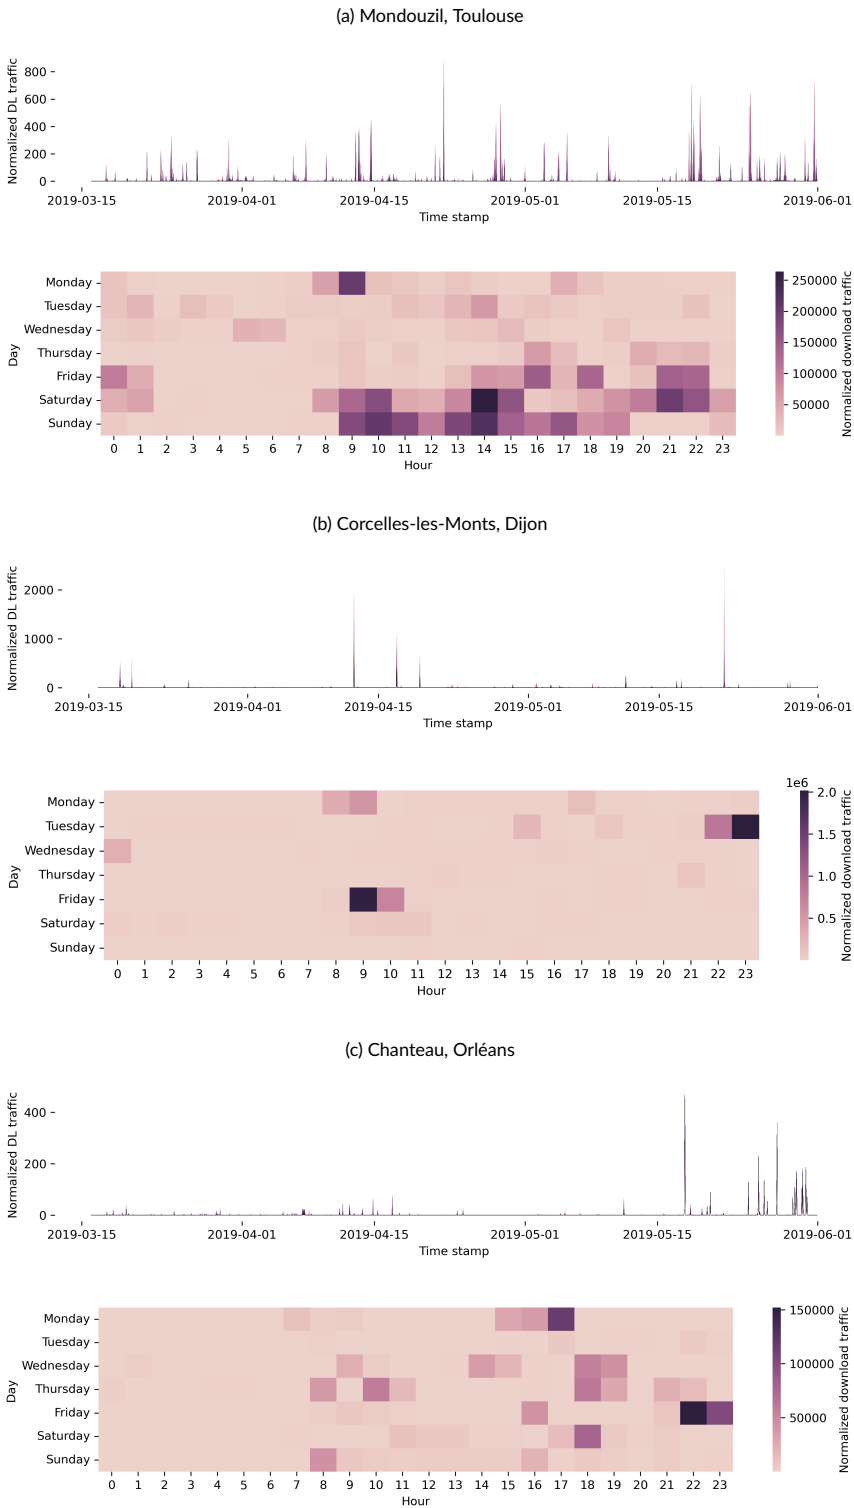 (a) Mondouzil, Toulouse
Normalized DL traffic
800
600
400
200
0
2019-03-15 2019-04-01 2019-04-15 2019-05-01 2019-05-15 2019-06-01
Time stamp
Day
Monday
Tuesday
Wednesday
Thursday
Friday
Saturday
Sunday
0 1 2 3 4 5 6 7 8 9 10 11 12 13 14 15 16 17 18 19 20 21 22 23
Hour
250000
200000
150000
100000
50000
Normalized download traffic
(b) Corcelles-les-Monts, Dijon
Normalized DL traffic
2000
1000
0
2019-03-15 2019-04-01 2019-04-15 2019-05-01 2019-05-15 2019-06-01
Time stamp
Day
Monday
Tuesday
Wednesday
Thursday
Friday
Saturday
Sunday
0 1 2 3 4 5 6 7 8 9 10 11 12 13 14 15 16 17 18 19 20 21 22 23
Hour
1e6
2.0
1.5
1.0
0.5
Normalized download traffic
(c) Chanteau, Orléans
Normalized DL traffic
400
200
0
2019-03-15 2019-04-01 2019-04-15 2019-05-01 2019-05-15 2019-06-01
Time stamp
Day
Monday
Tuesday
Wednesday
Thursday
Friday
Saturday
Sunday
0 1 2 3 4 5 6 7 8 9 10 11 12 13 14 15 16 17 18 19 20 21 22 23
Hour
150000
100000
50000
Normalized download traffic